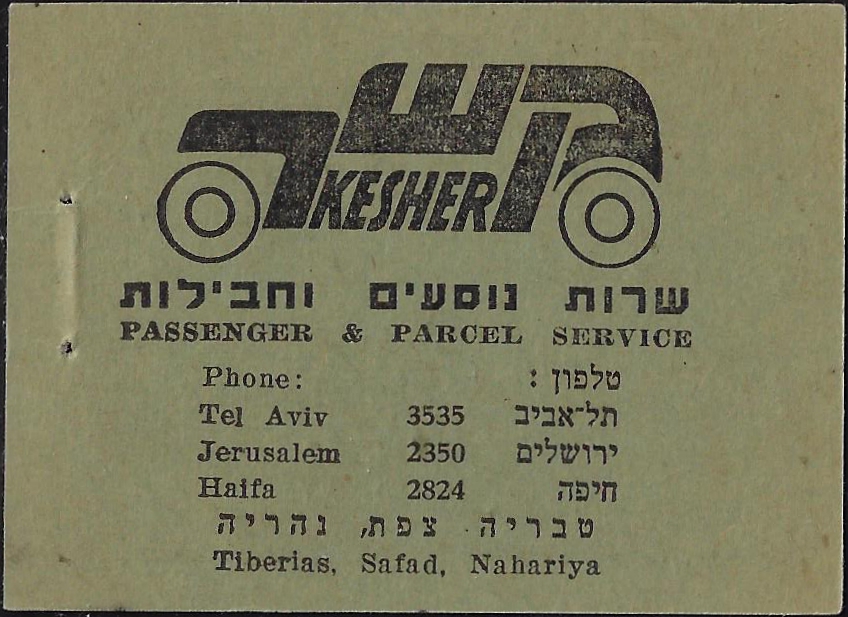 קשר
KESHER
שרות נוסעים וחבילות
PASSENGER & PARCEL SERVICE
Phone: טלפון:
Tel Aviv 3535 תל־אביב
Jerusalem 2350 ירושלים
Haifa 2824 חיפה
טבריה צפת, נהריה
Tiberias, Safad, Nahariya